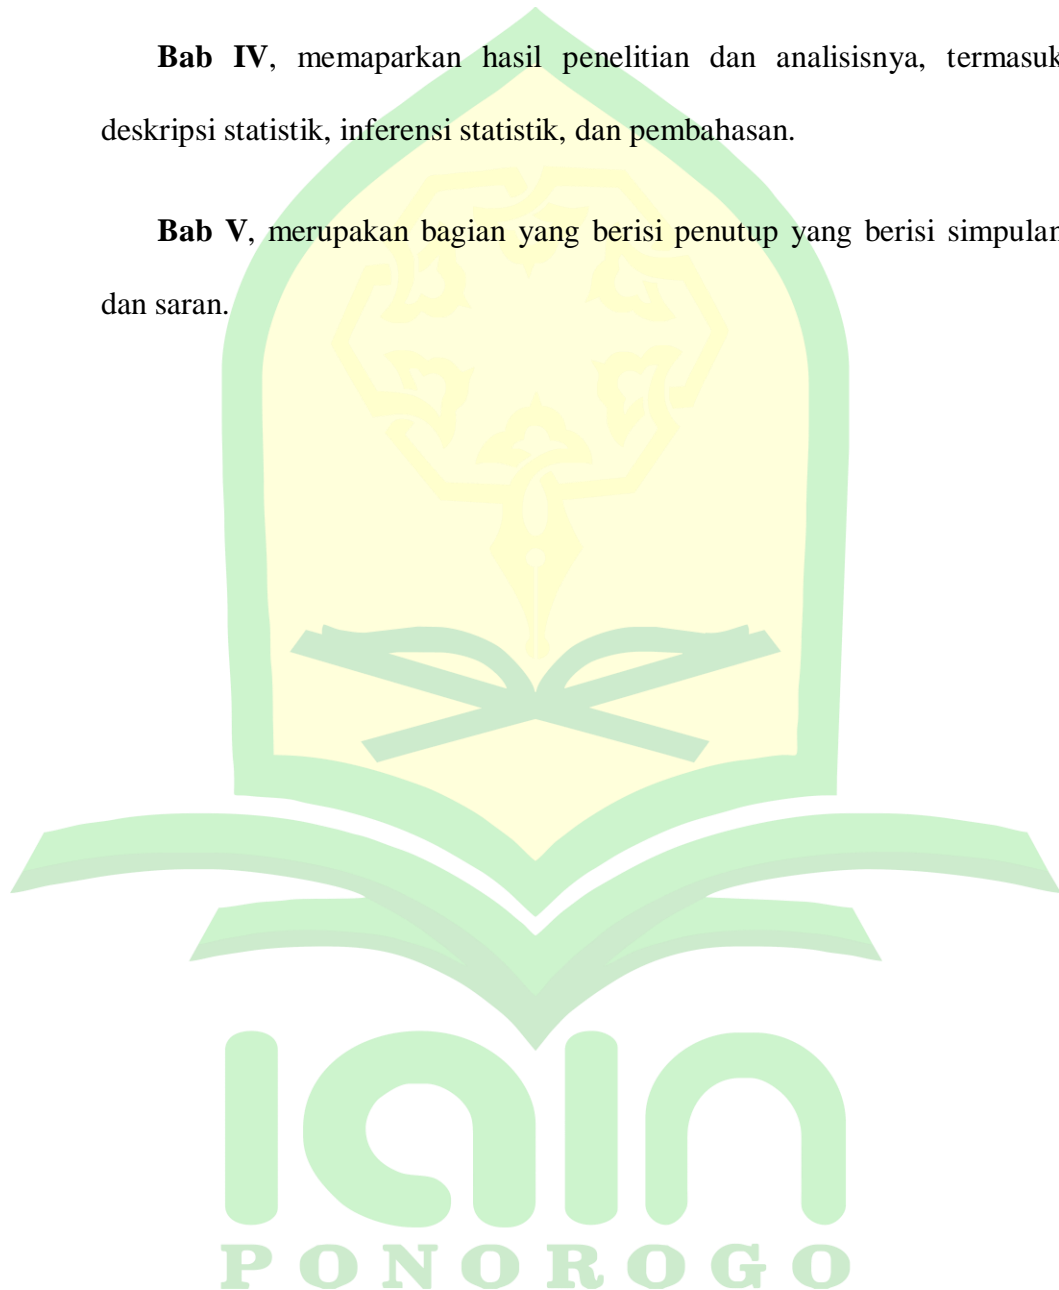 Bab IV, memaparkan hasil penelitian dan analisisnya, termasuk
deskripsi statistik, inferensi statistik, dan pembahasan.
Bab V, merupakan bagian yang berisi penutup yang berisi simpulan
dan saran.
iain
PONOROGO